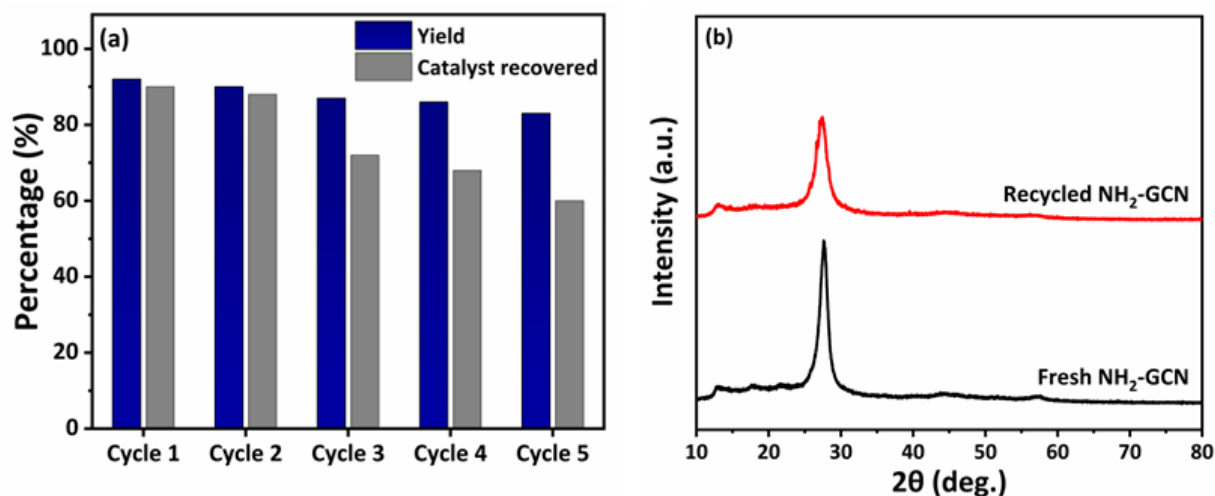 (a)
Yield
Catalyst recovered
Percentage (%)
100
80
60
40
20
0
Cycle 1 Cycle 2 Cycle 3 Cycle 4 Cycle 5
(b)
Intensity (a.u.)
Recycled NH₂-GCN
Fresh NH₂-GCN
10 20 30 40 50 60 70 80
2θ (deg.)